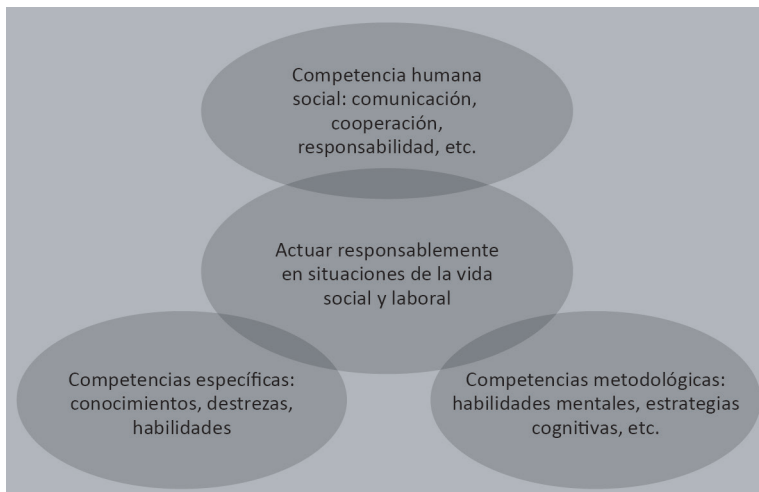 Competencia humana
social: comunicación,
cooperación,
responsabilidad, etc.
Actuar responsablemente
en situaciones de la vida
social y laboral
Competencias específicas:
conocimientos, destrezas,
habilidades
Competencias metodológicas:
habilidades mentales, estrategias
cognitivas, etc.